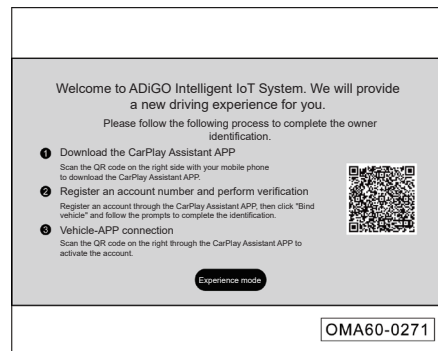 Welcome to ADiGO Intelligent IoT System. We will provide
a new driving experience for you.
Please follow the following process to complete the owner
identification.
1 Download the CarPlay Assistant APP
Scan the QR code on the right side with your mobile phone
to download the CarPlay Assistant APP.
2 Register an account number and perform verification
Register an account through the CarPlay Assistant APP, then click "Bind
vehicle" and follow the prompts to complete the identification.
3 Vehicle-APP connection
Scan the QR code on the right through the CarPlay Assistant APP to
activate the account.
Experience mode
OMA60-0271